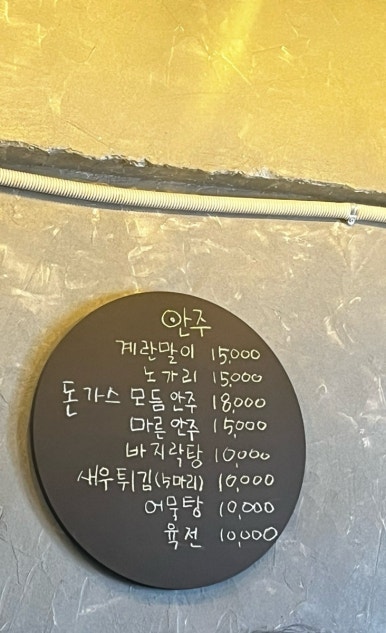 안주
계란말이 15,000
노가리 15,000
돈가스 모듬 안주 18,000
마른 안주 15,000
바지락탕 10,000
새우튀김(5마리) 10,000
어묵탕 10,000
육전 10,000